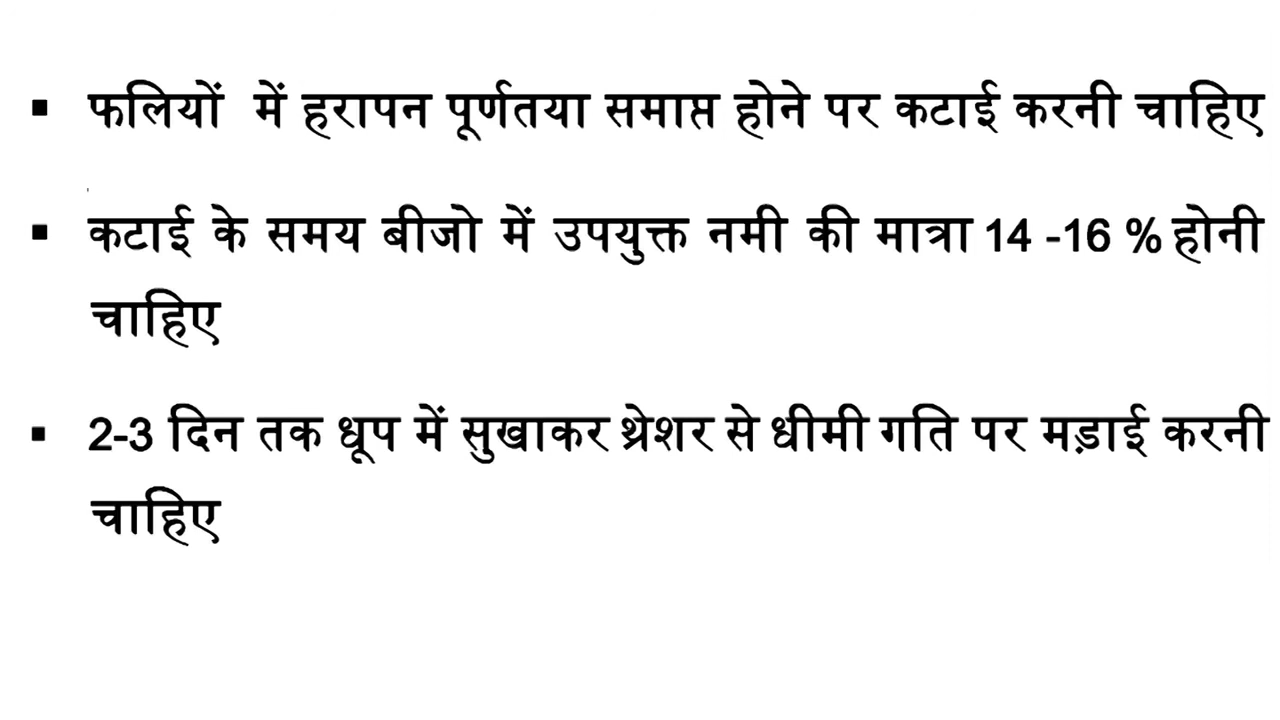 ▪ फलियों में हरापन पूर्णतया समाप्त होने पर कटाई करनी चाहिए
▪ कटाई के समय बीजो में उपयुक्त नमी की मात्रा 14 -16 % होनी
चाहिए
▪ 2-3 दिन तक धूप में सुखाकर थ्रेशर से धीमी गति पर मड़ाई करनी
चाहिए